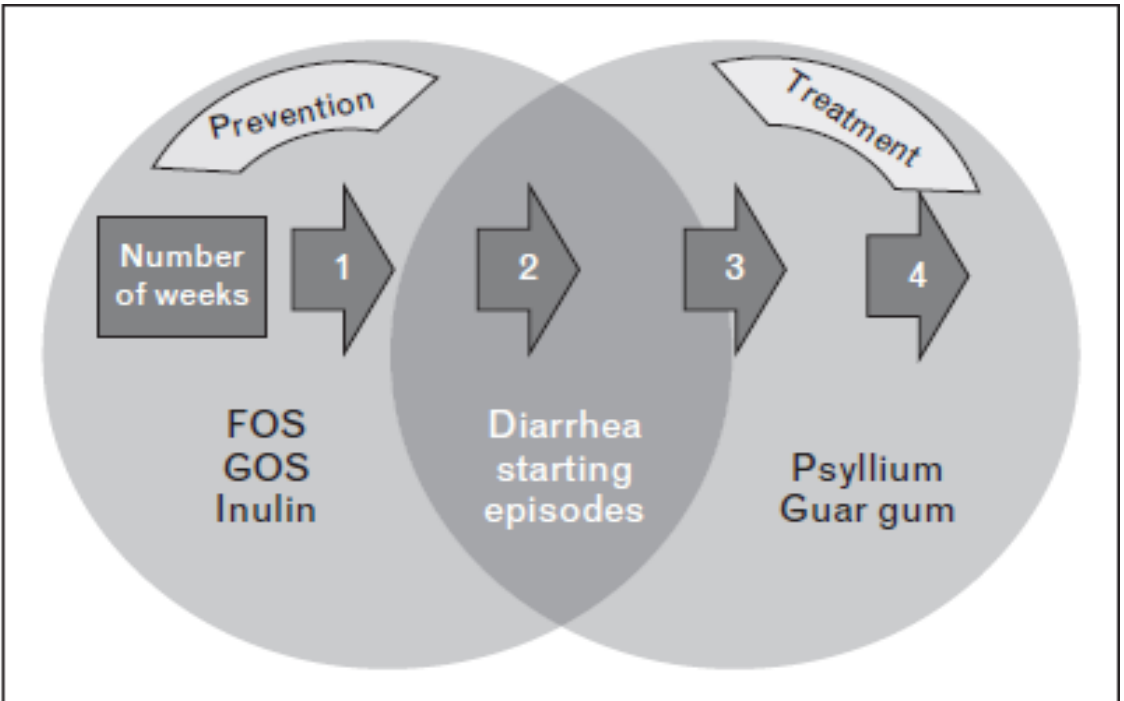 Prevention
Treatment
Number
of weeks
1
2
3
4
FOS
GOS
Inulin
Diarrhea
starting
episodes
Psyllium
Guar gum